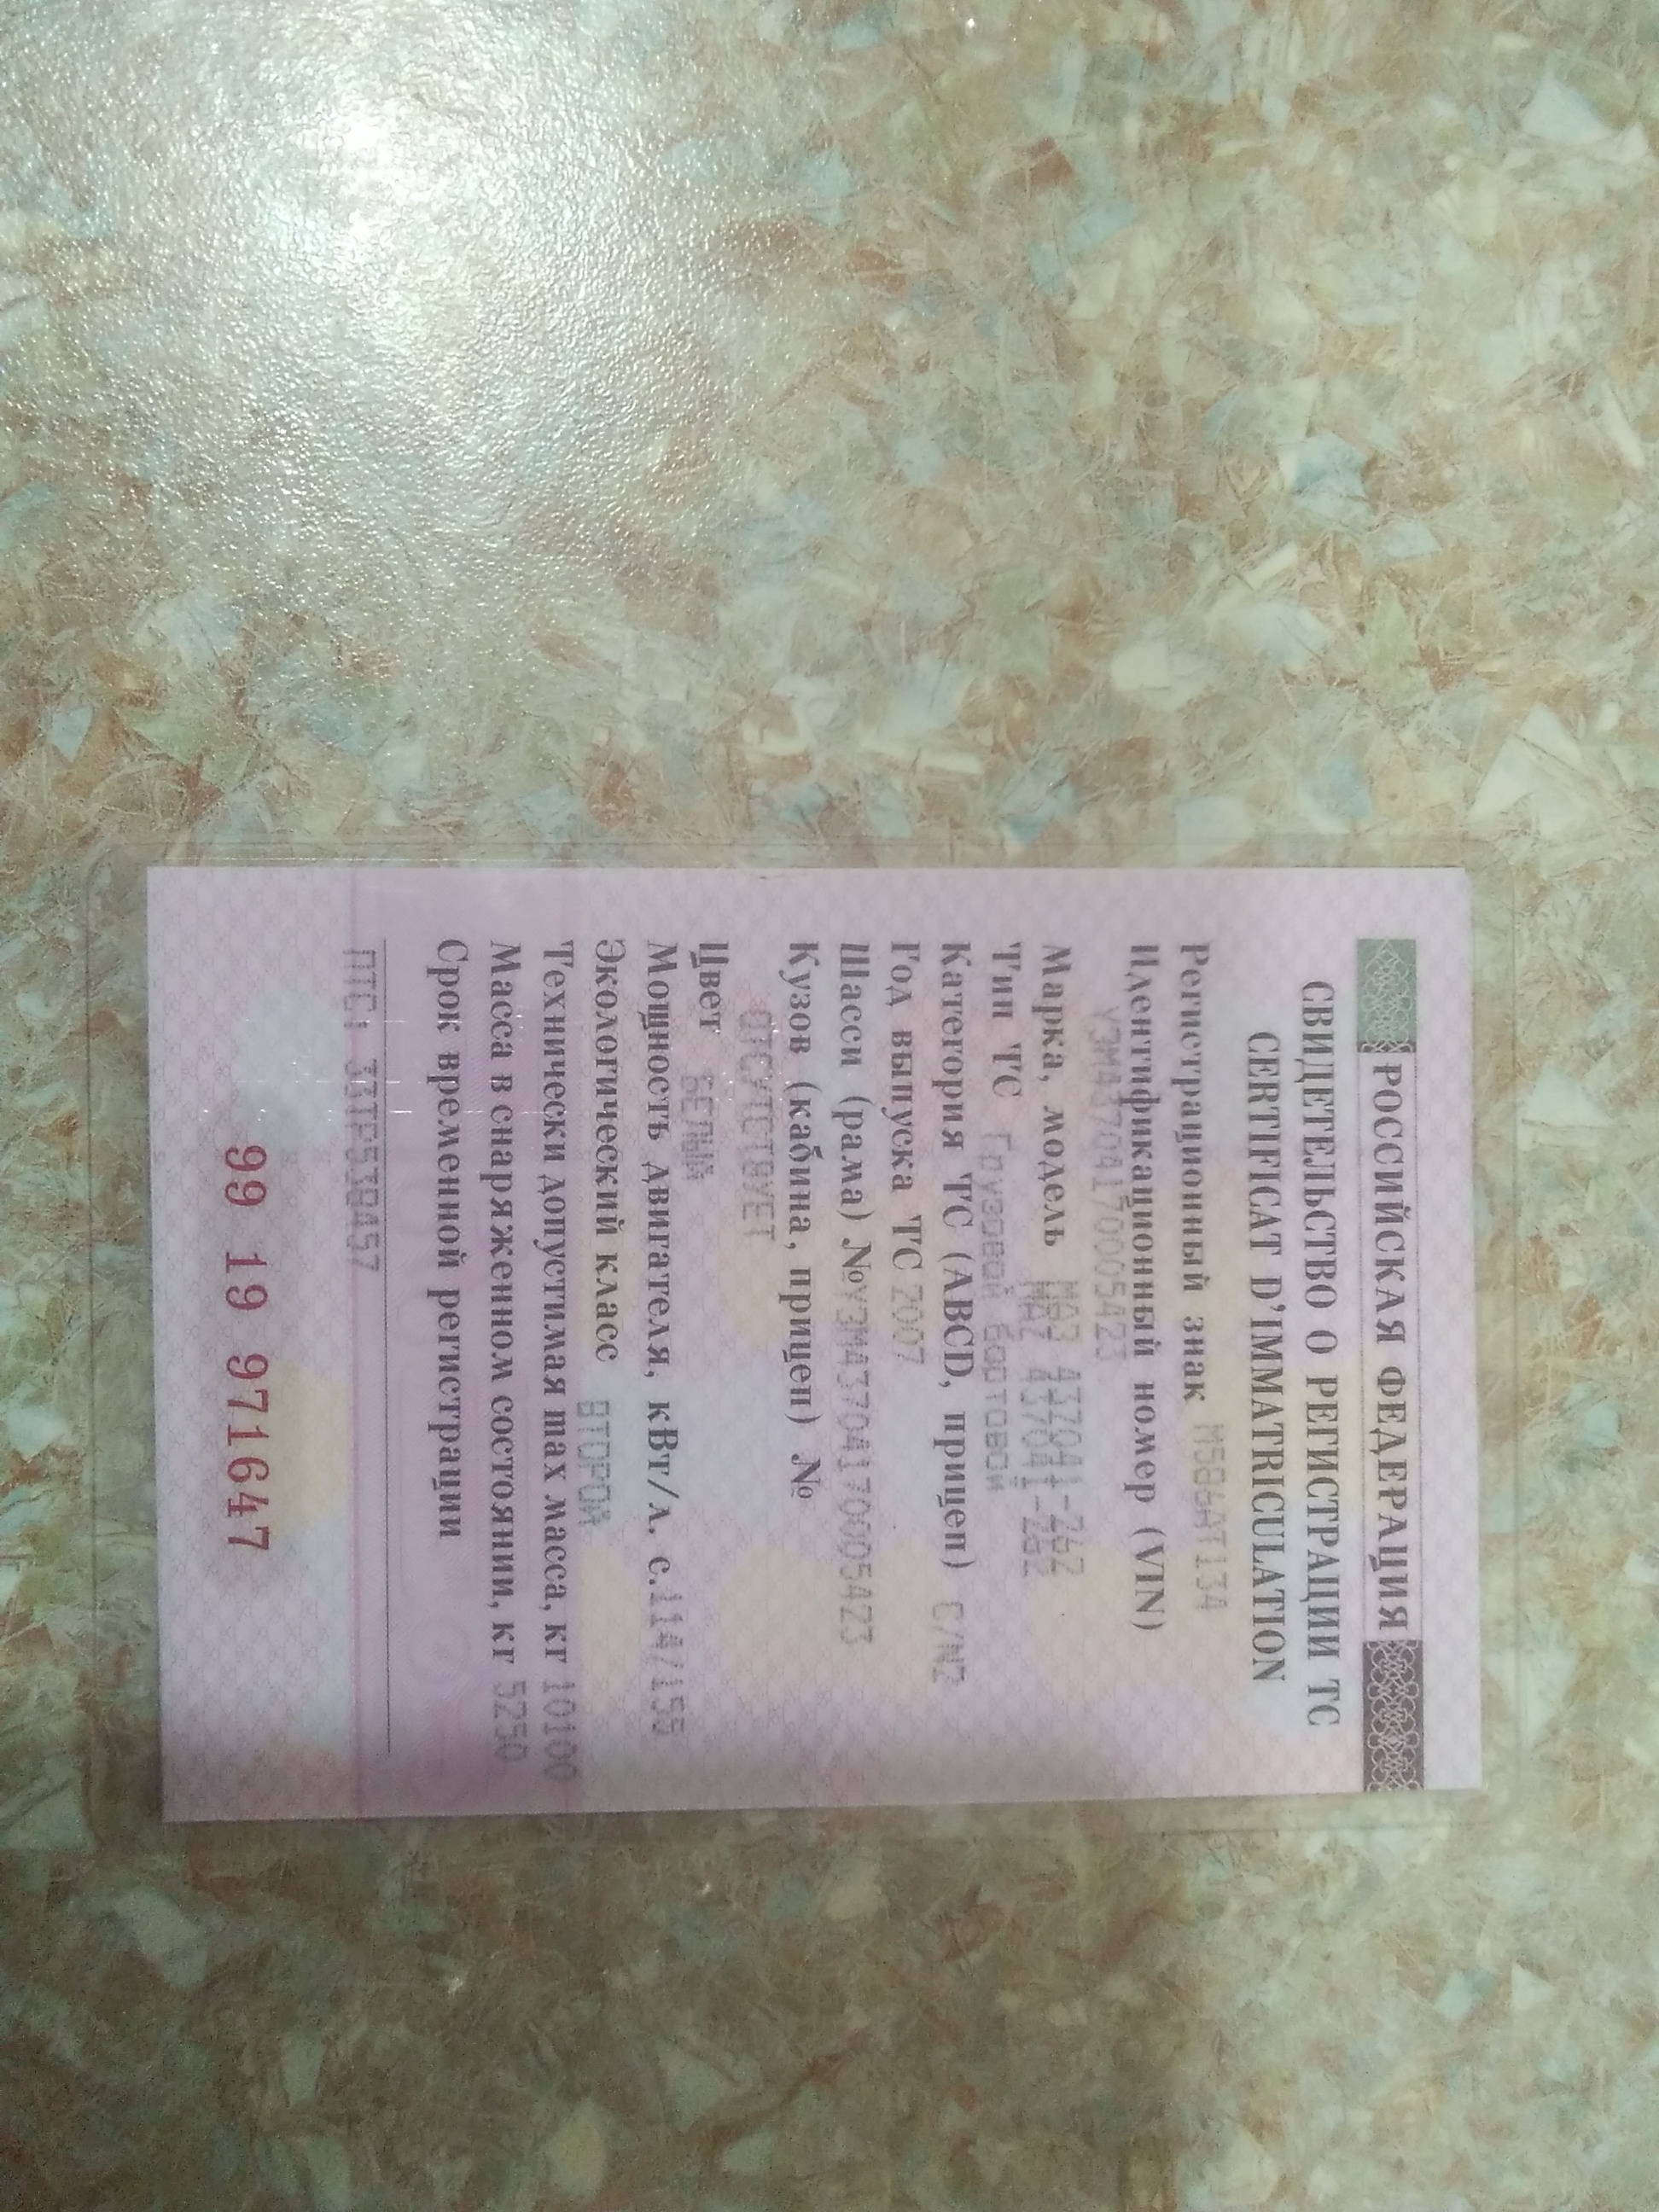 РОССИЙСКАЯ ФЕДЕРАЦИЯ
СВИДЕТЕЛЬСТВО О РЕГИСТРАЦИИ ТС
CERTIFICAT D'IMMATRICULATION
Регистрационный знак М586АТ134
Идентификационный номер (VIN)
Y3M43704170005423
Марка, модель МАЗ 437041-262
MAZ 437041-262
Тип ТС Грузовой бортовой
Категория ТС (ABCD, прицеп) C/N2
Год выпуска ТС 2007
Шасси (рама) №Y3M43704170005423
Кузов (кабина, прицеп) №
ОТСУТСТВУЕТ
Цвет БЕЛЫЙ
Мощность двигателя, кВт/л. с. 114/155
Экологический класс ВТОРОЙ
Технически допустимая max масса, кг 10100
Масса в снаряженном состоянии, кг 5250
Срок временной регистрации
ПТС: 33ТР538457
99 19 971647